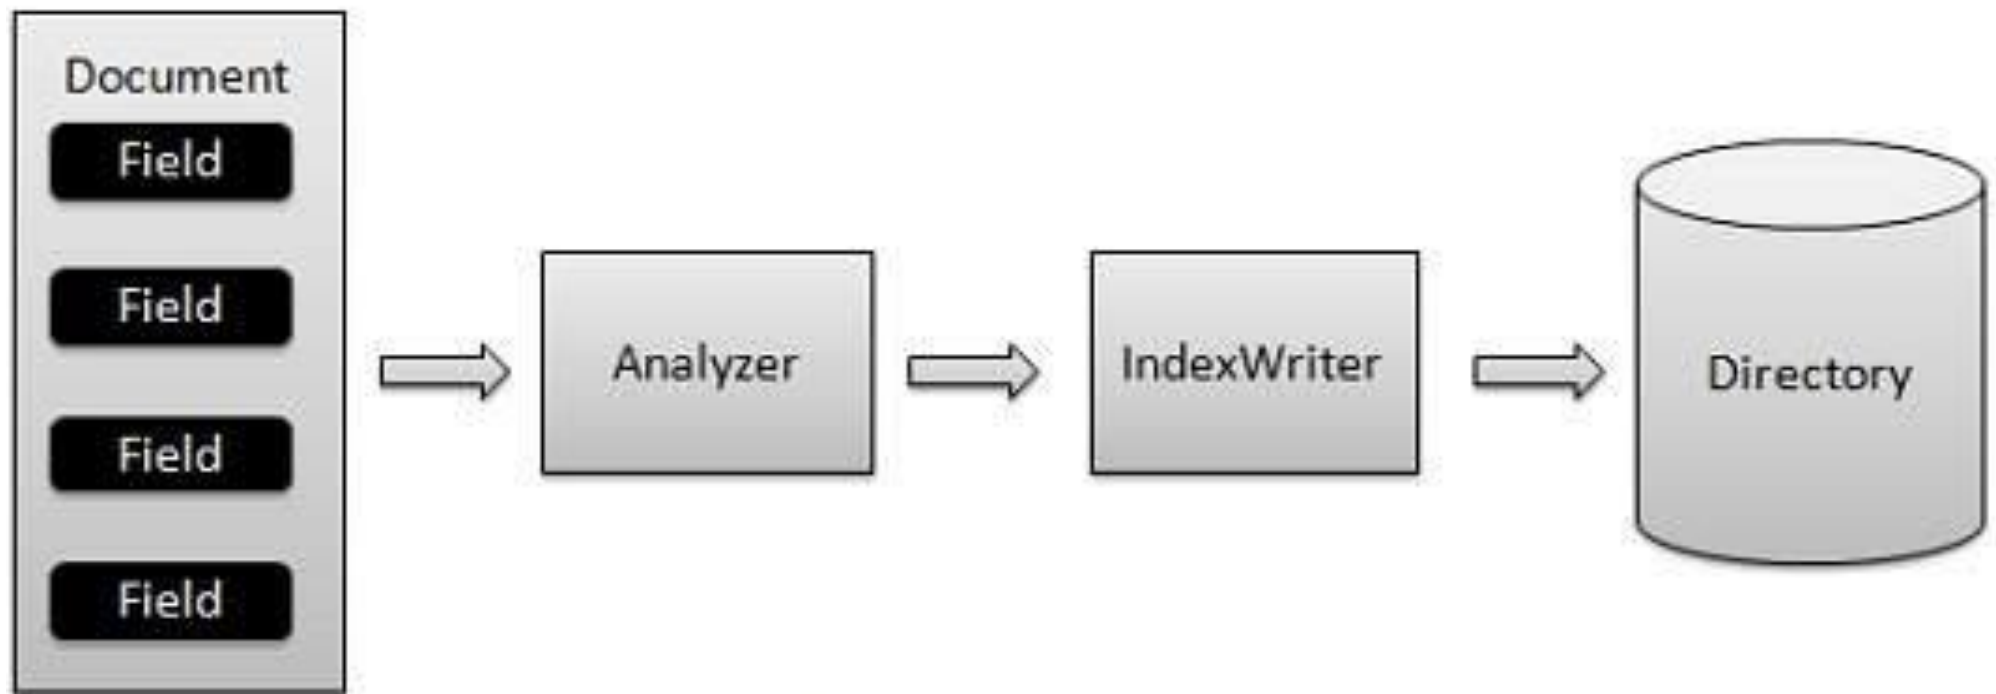 Document
Field
Field
Field
Field
Analyzer
IndexWriter
Directory